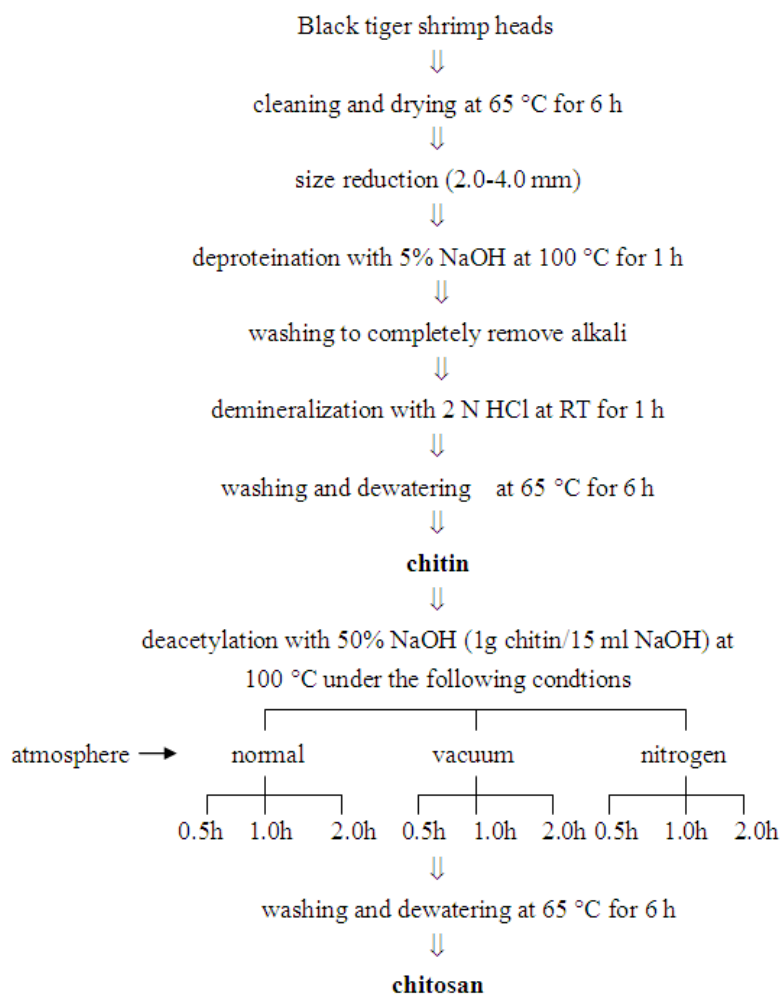 Black tiger shrimp heads
⇓
cleaning and drying at 65 °C for 6 h
⇓
size reduction (2.0-4.0 mm)
⇓
deproteination with 5% NaOH at 100 °C for 1 h
⇓
washing to completely remove alkali
⇓
demineralization with 2 N HCl at RT for 1 h
⇓
washing and dewatering at 65 °C for 6 h
⇓
chitin
⇓
deacetylation with 50% NaOH (1g chitin/15 ml NaOH) at
100 °C under the following condtions
atmosphere → normal vacuum nitrogen
0.5h 1.0h 2.0h 0.5h 1.0h 2.0h 0.5h 1.0h 2.0h
⇓
washing and dewatering at 65 °C for 6 h
⇓
chitosan